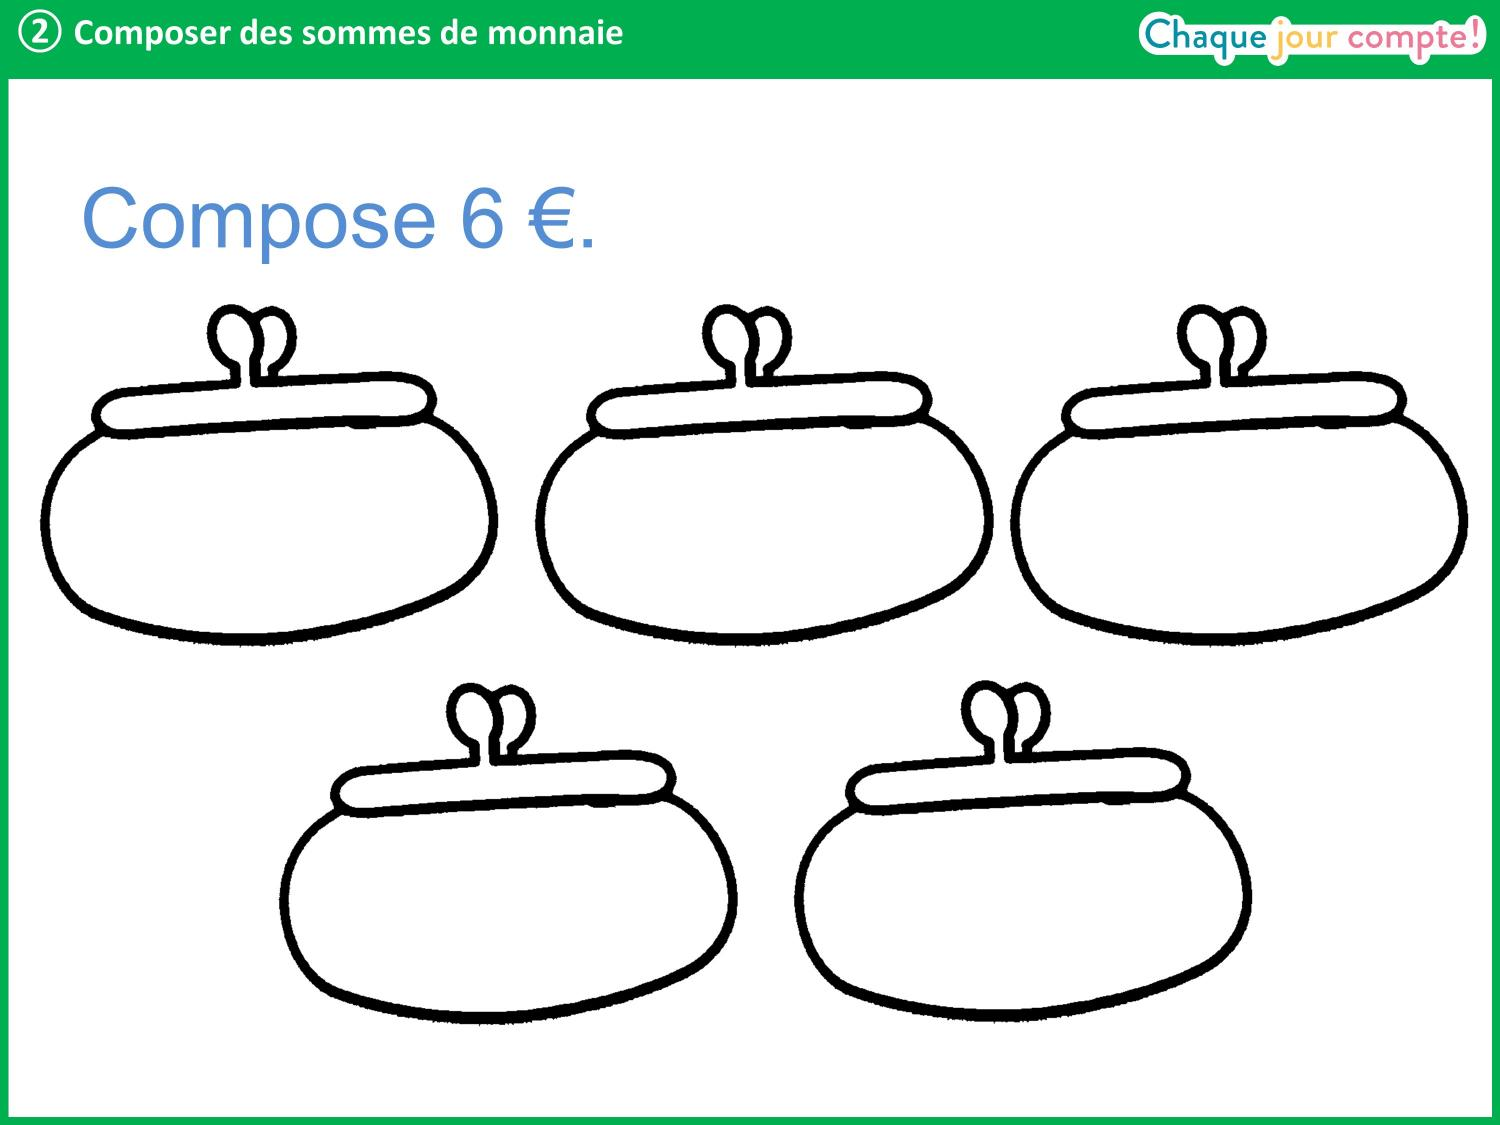 ② Composer des sommes de monnaie
Chaque jour compte!
Compose 6 €.